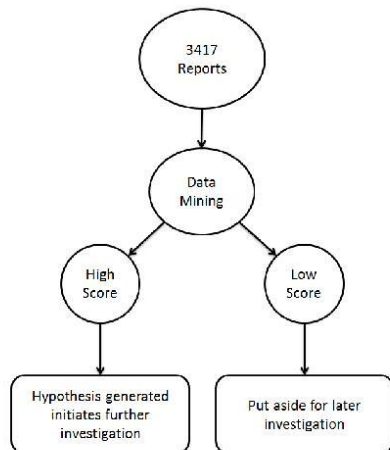 3417
Reports
Data
Mining
High
Score
Low
Score
Hypothesis generated
initiates further
investigation
Put aside for later
investigation